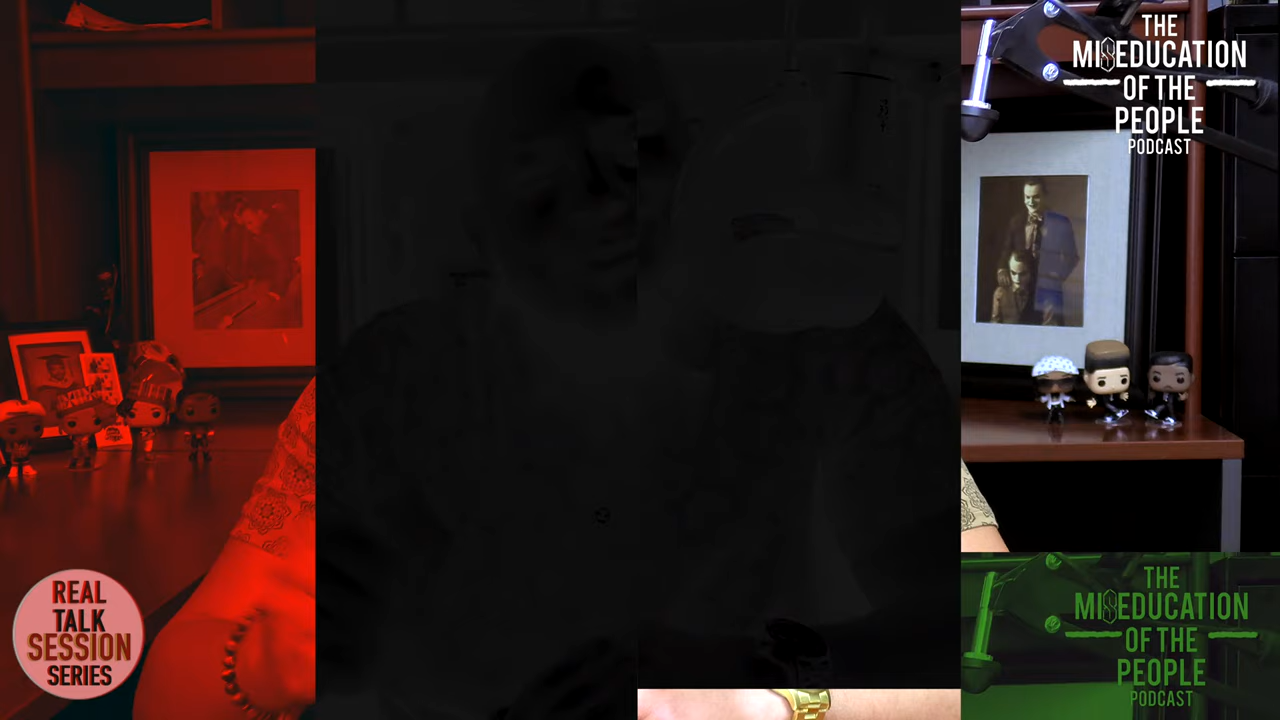 THE
MISEDUCATION
OF THE
PEOPLE
PODCAST
REAL
TALK
SESSION
SERIES
THE
MISEDUCATION
OF THE
PEOPLE
PODCAST